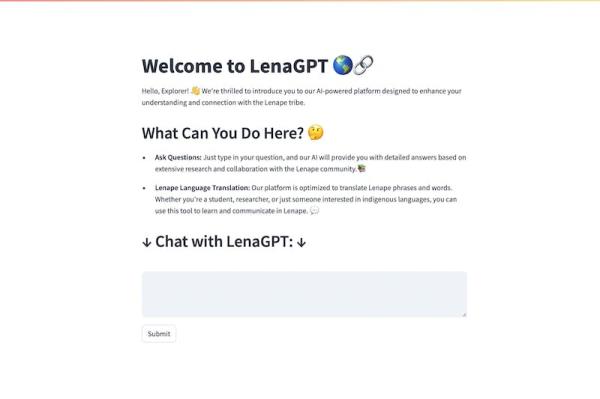 Welcome to LenaGPT 🌎🔗
Hello, Explorer! 👋 We're thrilled to introduce you to our AI-powered platform designed to enhance your
understanding and connection with the Lenape tribe.
What Can You Do Here? 🤔
• Ask Questions: Just type in your question, and our AI will provide you with detailed answers based on
extensive research and collaboration with the Lenape community.📚
• Lenape Language Translation: Our platform is optimized to translate Lenape phrases and words.
Whether you're a student, researcher, or just someone interested in indigenous languages, you can
use this tool to learn and communicate in Lenape. 💬
↓ Chat with LenaGPT: ↓
Submit